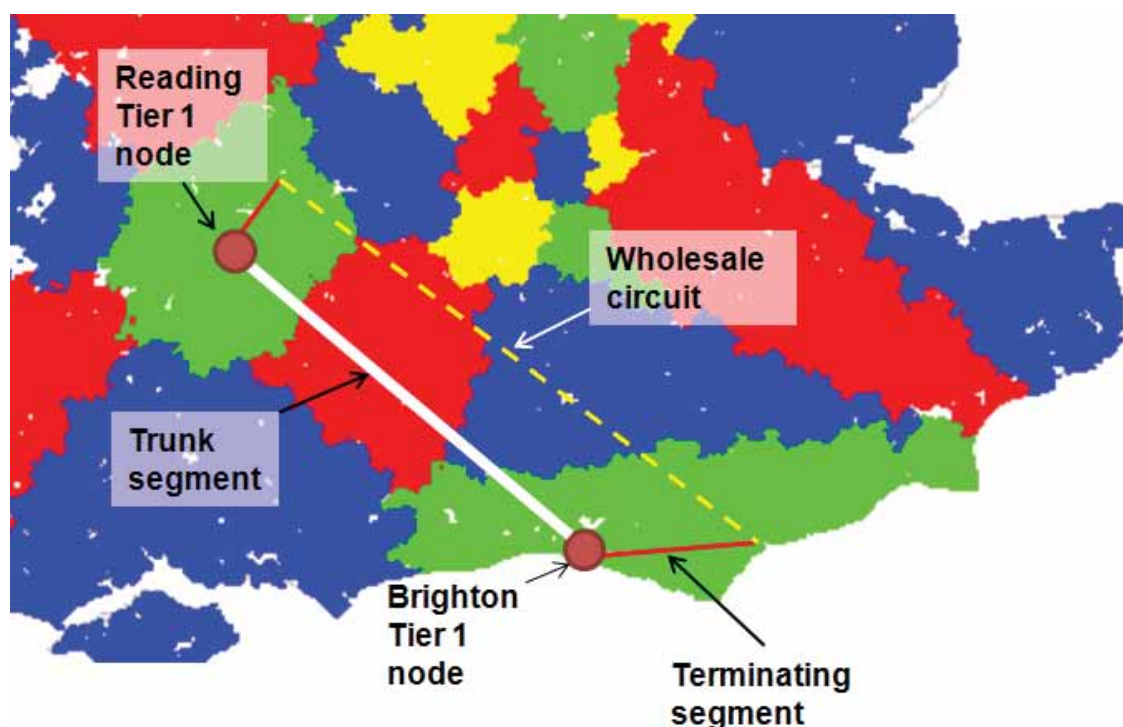 Reading
Tier 1
node
Wholesale
circuit
Trunk
segment
Brighton
Tier 1
node
Terminating
segment